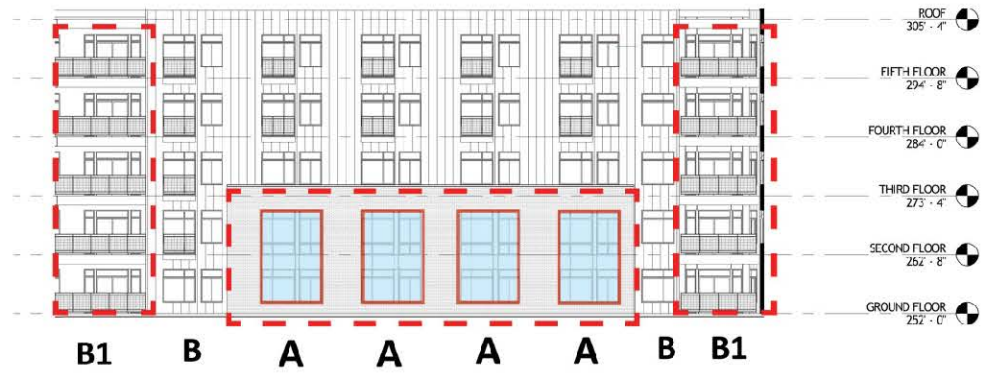 ROOF
305' - 4"
FIFTH FLOOR
294' - 8"
FOURTH FLOOR
284' - 0"
THIRD FLOOR
273' - 4"
SECOND FLOOR
262' - 8"
GROUND FLOOR
252' - 0"
B1 B A A A A B B1